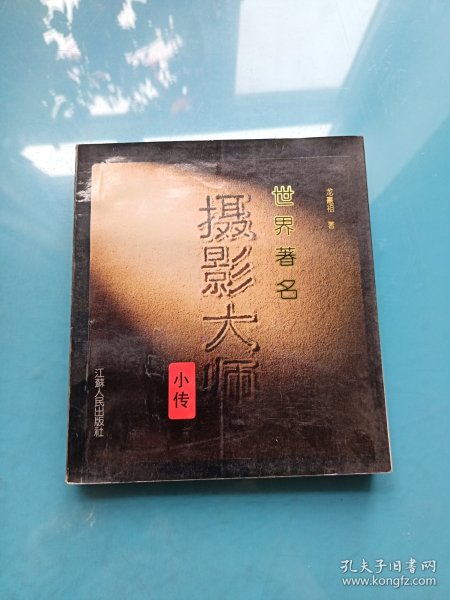 世界著名
摄影大师
小传
龙憙祖 著
江蘇人民出版社
孔夫子旧书网
www.kongfz.com